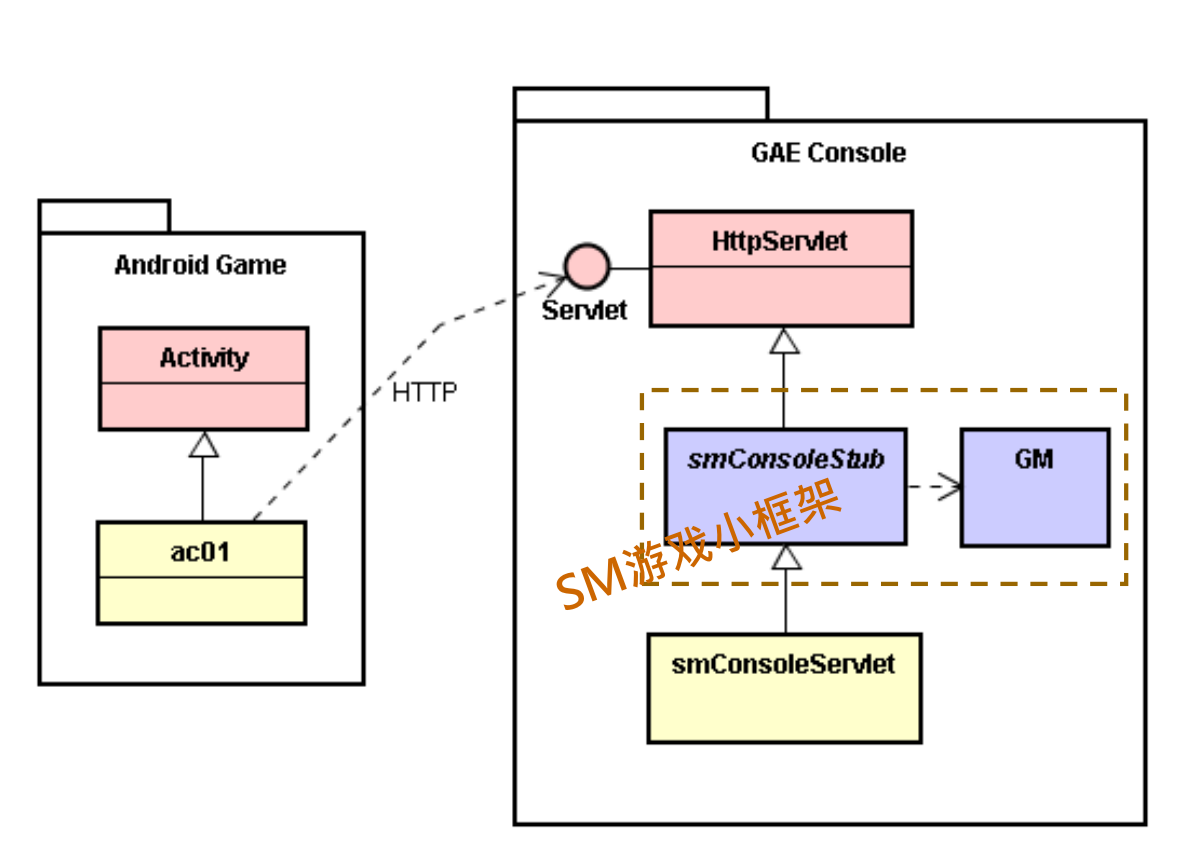 GAE Console
HttpServlet
Android Game
Servlet
Activity
HTTP
smConsoleStub
GM
SM游戏小框架
ac01
smConsoleServlet